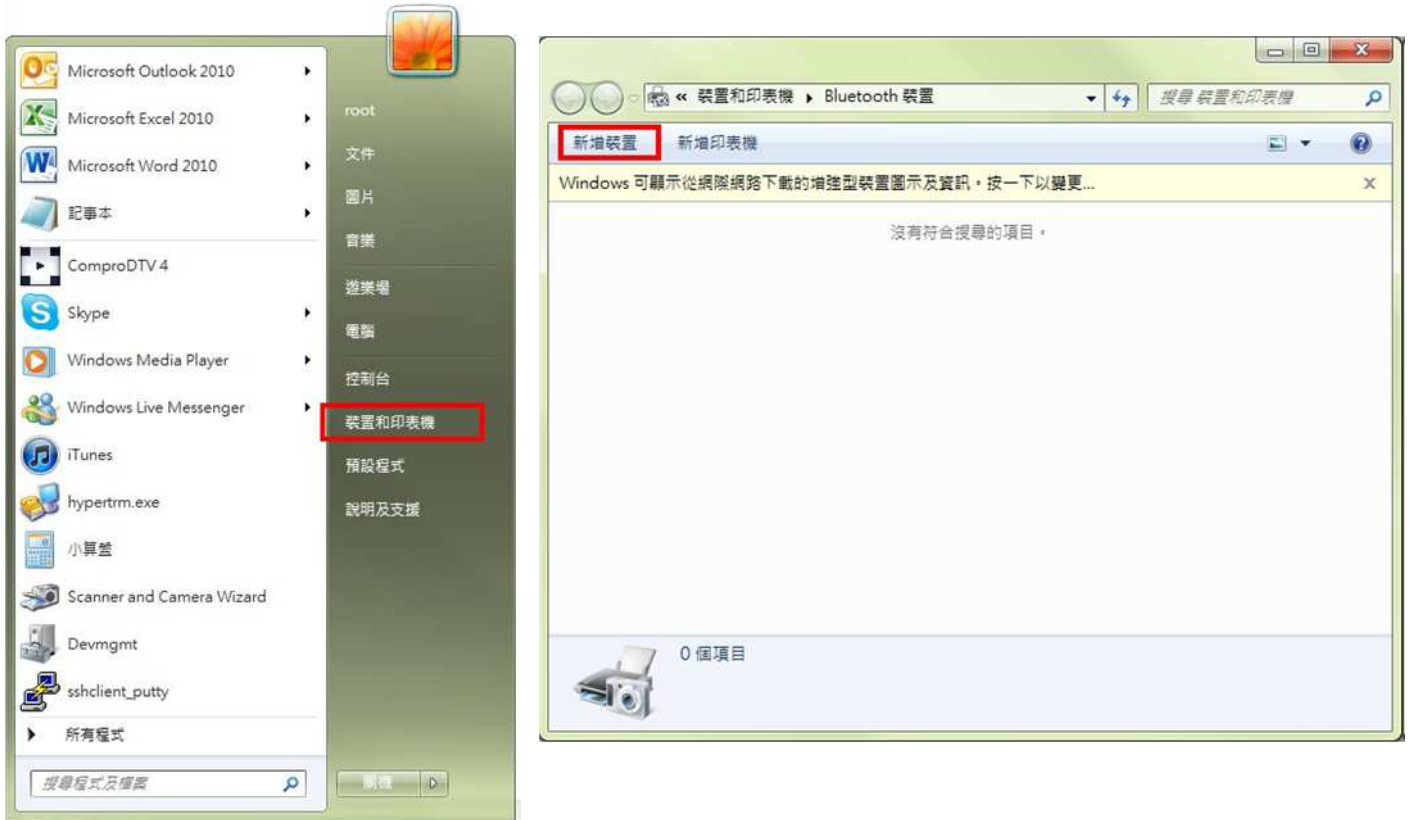 Microsoft Outlook 2010
Microsoft Excel 2010
Microsoft Word 2010
記事本
ComproDTV 4
Skype
Windows Media Player
Windows Live Messenger
iTunes
hypertrm.exe
小算盤
Scanner and Camera Wizard
Devmgmt
sshclient_putty
所有程式
搜尋程式及檔案
root
文件
圖片
音樂
遊樂場
電腦
控制台
裝置和印表機
預設程式
說明及支援
關機
« 裝置和印表機 ▸ Bluetooth 裝置
搜尋 裝置和印表機
新增裝置 新增印表機
Windows 可顯示從網際網路下載的增強型裝置圖示及資訊。按一下以變更...
沒有符合搜尋的項目。
0 個項目